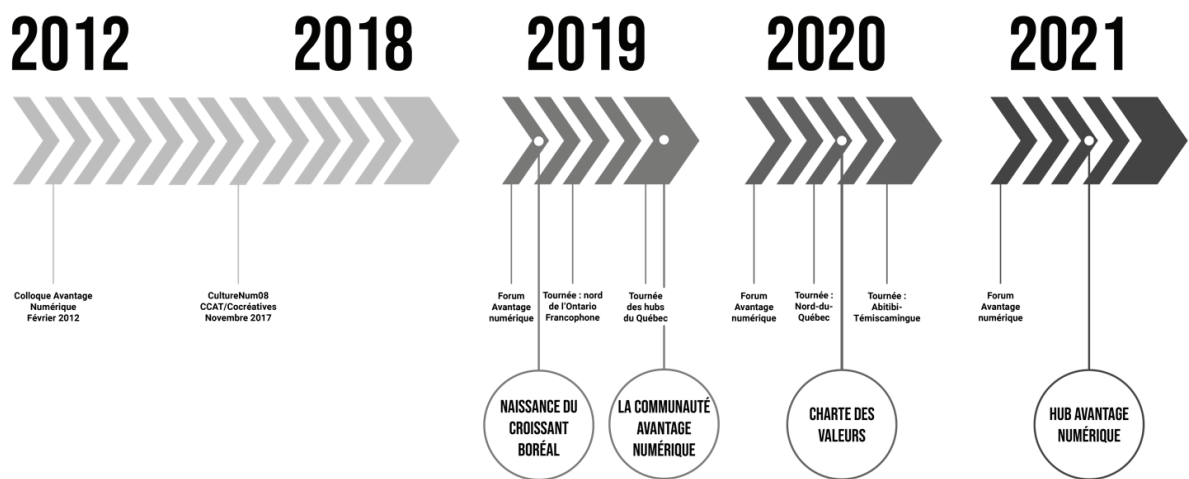 2012
2018
2019
2020
2021
Colloque Avantage
Numérique
Février 2012
CultureNum08
CCAT/Cocréatives
Novembre 2017
Forum
Avantage
numérique
Tournée : nord
de l’Ontario
Francophone
Tournée
des hubs
du Québec
Forum
Avantage
numérique
Tournée :
Nord-du-
Québec
Tournée :
Abitibi-
Témiscamingue
Forum
Avantage
numérique
NAISSANCE DU
CROISSANT
BORÉAL
LA COMMUNAUTÉ
AVANTAGE
NUMÉRIQUE
CHARTE DES
VALEURS
HUB AVANTAGE
NUMÉRIQUE